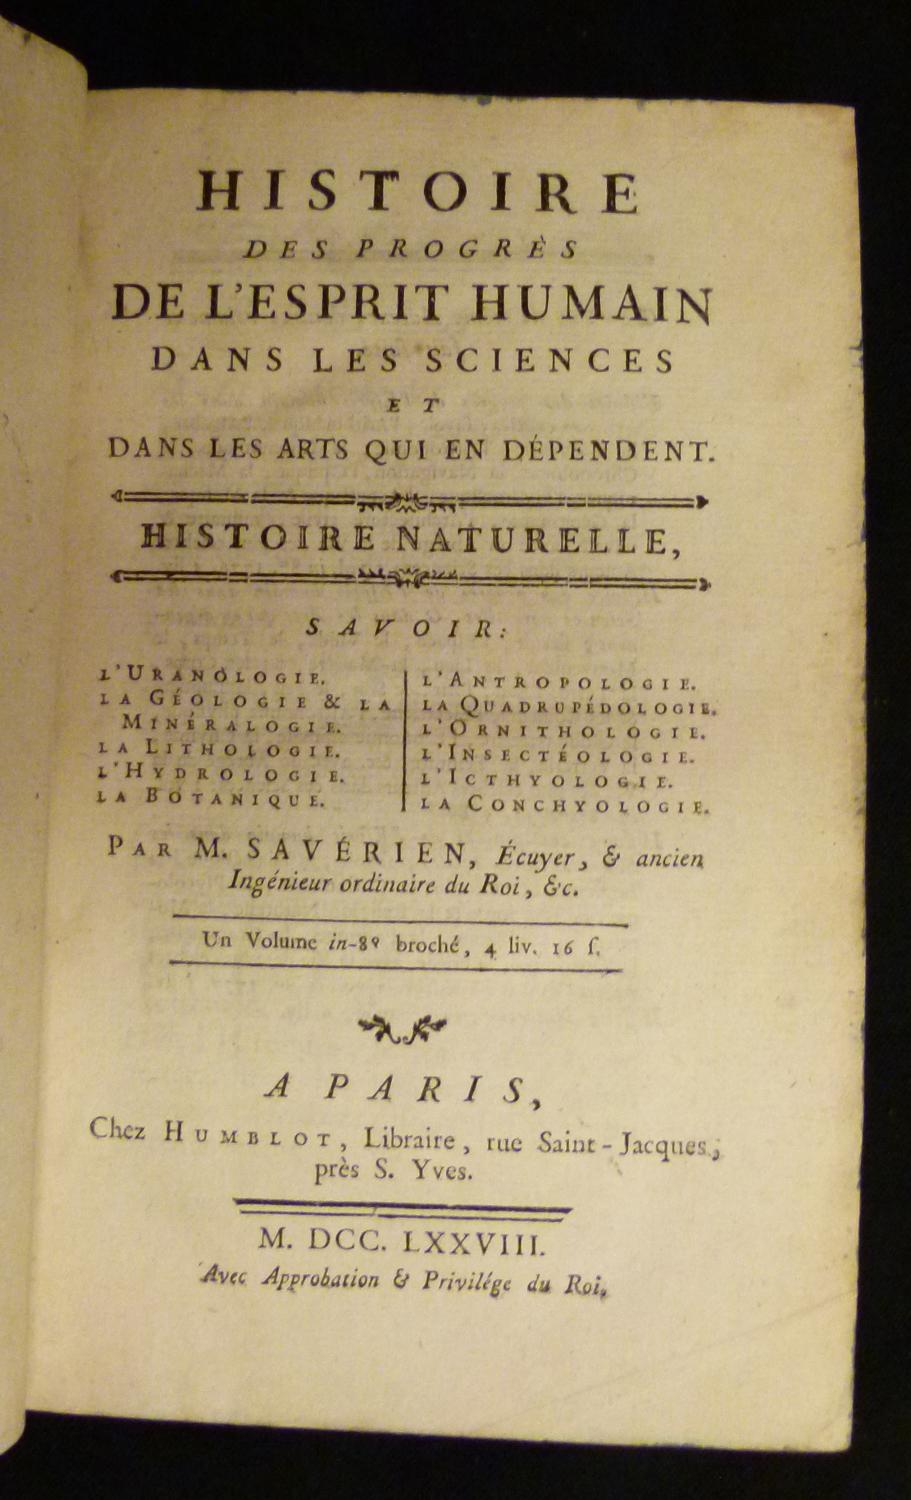 HISTOIRE
DES PROGRÈS
DE L'ESPRIT HUMAIN
DANS LES SCIENCES
ET
DANS LES ARTS QUI EN DÉPENDENT.
HISTOIRE NATURELLE,
SAVOIR:
L'URANOLOGIE.
LA GÉOLOGIE & LA
MINÉRALOGIE.
LA LITHOLOGIE.
L'HYDROLOGIE.
LA BOTANIQUE.
L'ANTROPOLOGIE.
LA QUADRUPÉDOLOGIE.
L'ORNITHOLOGIE.
L'INSECTÉOLOGIE.
L'ICTHYOLOGIE.
LA CONCHYOLOGIE.
PAR M. SAVÉRIEN, Écuyer, & ancien
Ingénieur ordinaire du Roi, &c.
Un Volume in-8º broché, 4 liv. 16 ſ.
A PARIS,
Chez HUMBLOT, Libraire, rue Saint-Jacques,
près S. Yves.
M. DCC. LXXVIII.
Avec Approbation & Privilége du Roi.